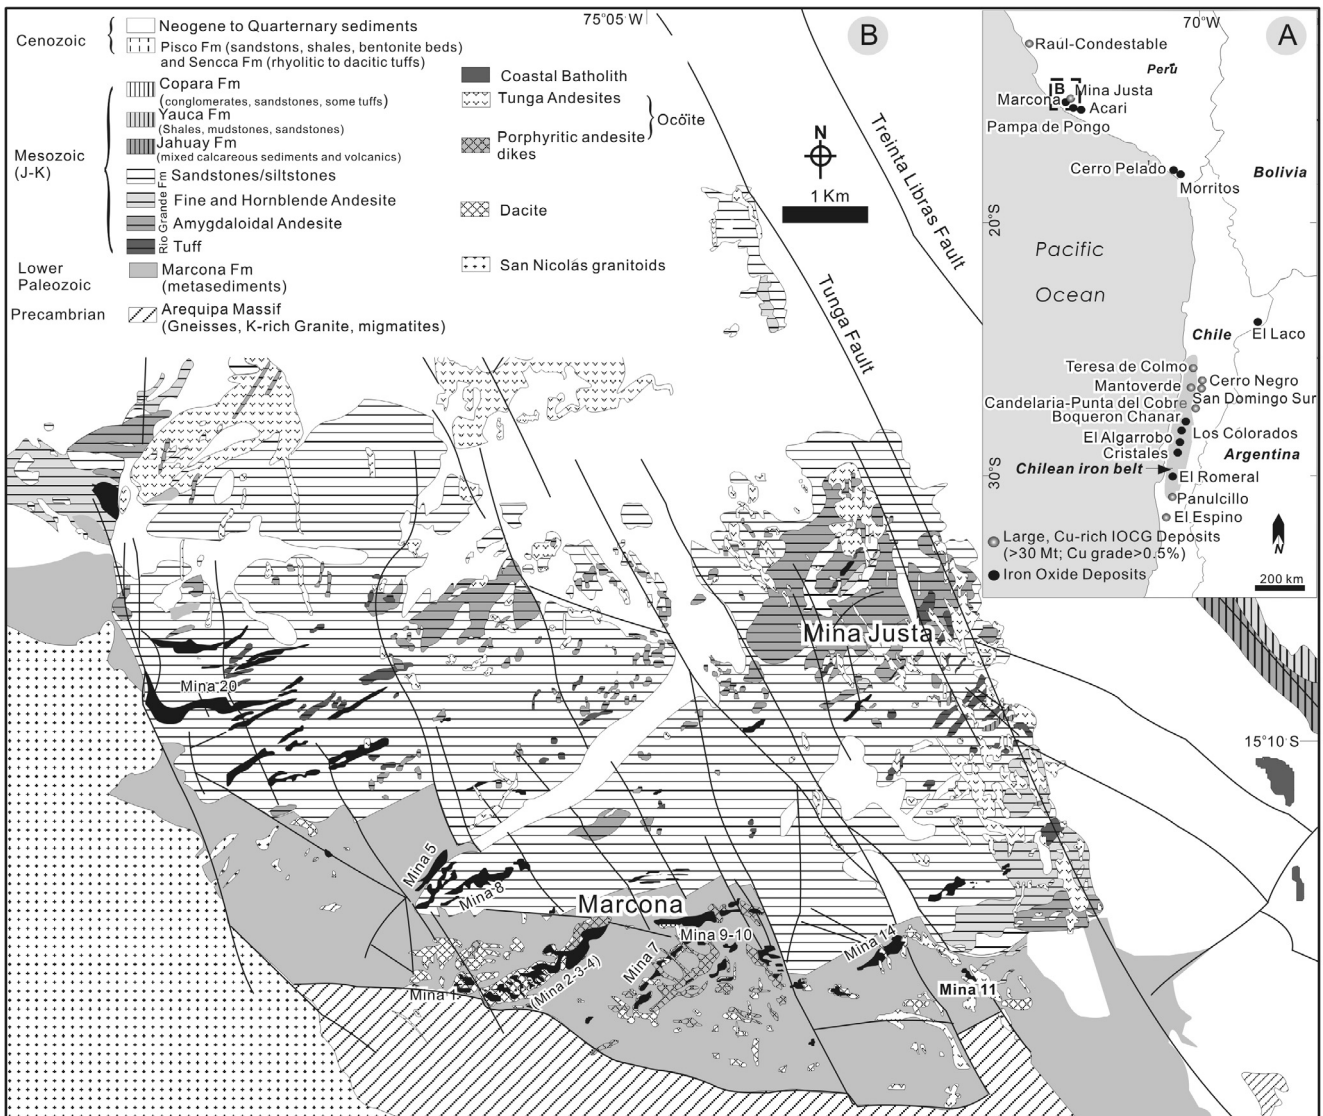 Cenozoic
Neogene to Quarternary sediments
Pisco Fm (sandstons, shales, bentonite beds)
and Sencca Fm (rhyolitic to dacitic tuffs)
Mesozoic
(J-K)
Copara Fm
(conglomerates, sandstones, some tuffs)
Yauca Fm
(Shales, mudstones, sandstones)
Jahuay Fm
(mixed calcareous sediments and volcanics)
Rio Grande Fm
Sandstones/siltstones
Fine and Hornblende Andesite
Amygdaloidal Andesite
Tuff
Lower
Paleozoic
Marcona Fm
(metasediments)
Precambrian
Arequipa Massif
(Gneisses, K-rich Granite, migmatites)
Coastal Batholith
Tunga Andesites
Porphyritic andesite
dikes
Ocöite
Dacite
San Nicolás granitoids
75°05' W
B
N
1 Km
Treinta Libras Fault
Tunga Fault
15°10' S
Mina Justa
Mina 20
Mina 5
Mina 8
Marcona
Mina 9-10
Mina 7
Mina 14
Mina 11
Mina 1
(Mina 2-3-4)
70°W
A
Raul-Condestable
Peru
B
Mina Justa
Marcona
Acari
Pampa de Pongo
Cerro Pelado
Morritos
Bolivia
20°S
Pacific
Ocean
Chile
El Laco
Teresa de Colmo
Cerro Negro
Mantoverde
San Domingo Sur
Candelaria-Punta del Cobre
Boqueron Chanar
Los Colorados
El Algarrobo
Cristales
Argentina
Chilean iron belt
30°S
El Romeral
Panulcillo
El Espino
Large, Cu-rich IOCG Deposits
(>30 Mt; Cu grade>0.5%)
Iron Oxide Deposits
N
200 km